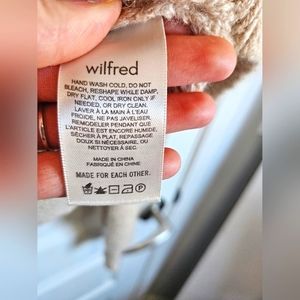 wilfred
HAND WASH COLD, DO NOT
BLEACH, RESHAPE WHILE DAMP,
DRY FLAT, COOL IRON ONLY IF
NEEDED, OR DRY CLEAN.
LAVER À LA MAIN À L'EAU
FROIDE, NE PAS JAVELISER,
REMODELER PENDANT QUE
L'ARTICLE EST ENCORE HUMIDE,
SÉCHER À PLAT, REPASSAGE
DOUX SI NÉCESSAIRE, OU
NETTOYER À SEC.
MADE IN CHINA
FABRIQUÉ EN CHINE
MADE FOR EACH OTHER.